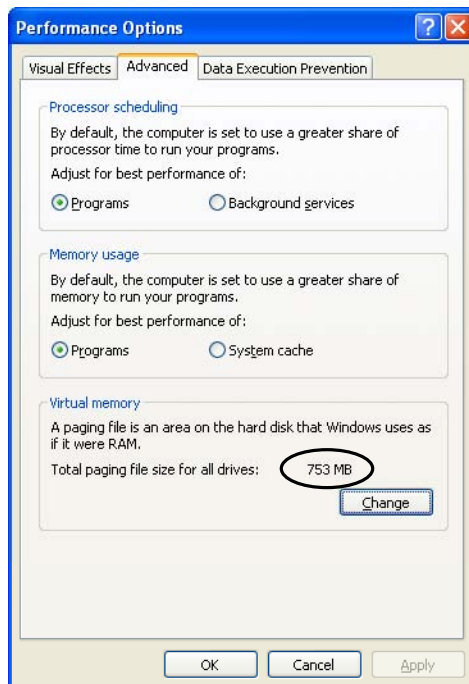 Performance Options
Visual Effects Advanced Data Execution Prevention
Processor scheduling
By default, the computer is set to use a greater share of
processor time to run your programs.
Adjust for best performance of:
Programs Background services
Memory usage
By default, the computer is set to use a greater share of
memory to run your programs.
Adjust for best performance of:
Programs System cache
Virtual memory
A paging file is an area on the hard disk that Windows uses as
if it were RAM.
Total paging file size for all drives: 753 MB
Change
OK Cancel Apply